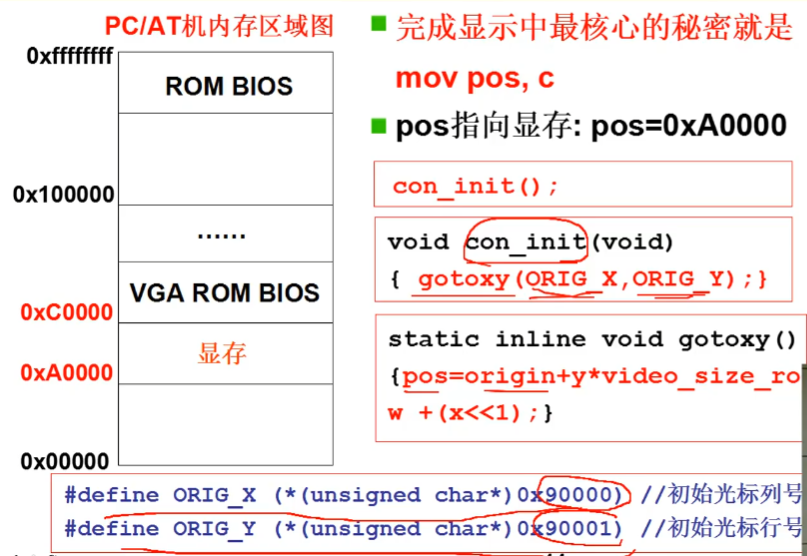 PC/AT机内存区域图
0xffffffff
ROM BIOS
0x100000
......
VGA ROM BIOS
0xC0000
显存
0xA0000
0x00000
完成显示中最核心的秘密就是
mov pos, c
pos指向显存: pos=0xA0000
con_init();
void con_init(void)
{ gotoxy(ORIG_X,ORIG_Y);}
static inline void gotoxy()
{pos=origin+y*video_size_ro
w +(x<<1);}
#define ORIG_X (*(unsigned char*)0x90000) //初始光标列号
#define ORIG_Y (*(unsigned char*)0x90001) //初始光标行号